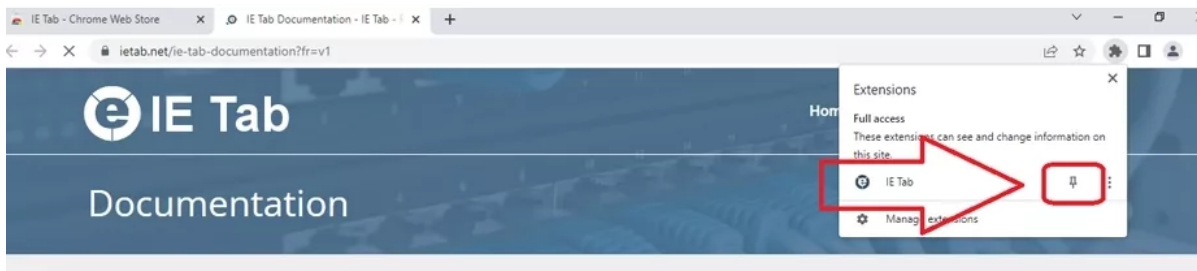 IE Tab - Chrome Web Store
IE Tab Documentation - IE Tab -
ietab.net/ie-tab-documentation?fr=v1
IE Tab
Hom
Documentation
Extensions
Full access
These extensions can see and change information on
this site.
IE Tab
Manage extensions